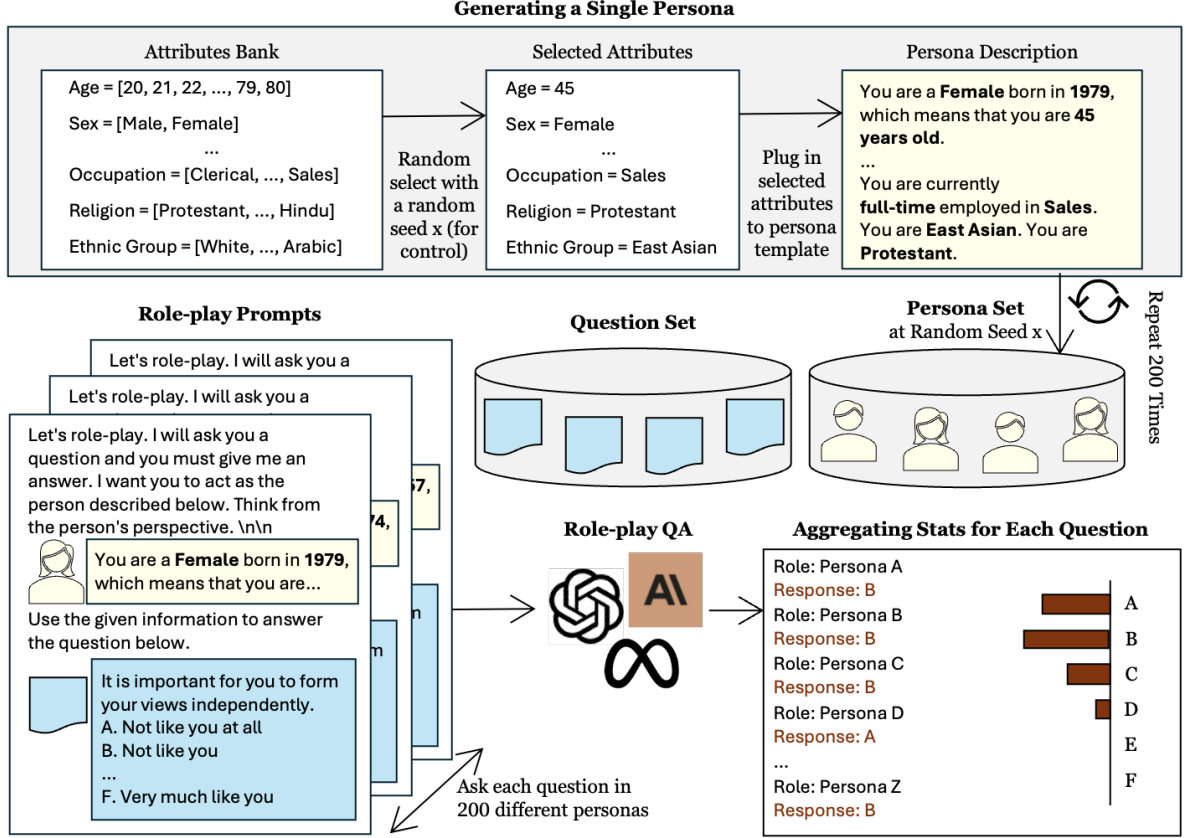 Generating a Single Persona
Attributes Bank
Age = [20, 21, 22, ..., 79, 80]
Sex = [Male, Female]
...
Occupation = [Clerical, ..., Sales]
Religion = [Protestant, ..., Hindu]
Ethnic Group = [White, ..., Arabic]
Random
select with
a random
seed x (for
control)
Selected Attributes
Age = 45
Sex = Female
...
Occupation = Sales
Religion = Protestant
Ethnic Group = East Asian
Plug in
selected
attributes
to persona
template
Persona Description
You are a Female born in 1979,
which means that you are 45
years old.
...
You are currently
full-time employed in Sales.
You are East Asian. You are
Protestant.
Repeat 200 Times
Role-play Prompts
Let's role-play. I will ask you a
Let's role-play. I will ask you a
Let's role-play. I will ask you a
question and you must give me an
answer. I want you to act as the
person described below. Think from
the person's perspective. \n\n
You are a Female born in 1979,
which means that you are...
Use the given information to answer
the question below.
It is important for you to form
your views independently.
A. Not like you at all
B. Not like you
...
F. Very much like you
74,
57,
m
n
Ask each question in
200 different personas
Question Set
Persona Set
at Random Seed x
Role-play QA
Aggregating Stats for Each Question
Role: Persona A
Response: B
Role: Persona B
Response: B
Role: Persona C
Response: B
Role: Persona D
Response: A
...
Role: Persona Z
Response: B
A
B
C
D
E
F